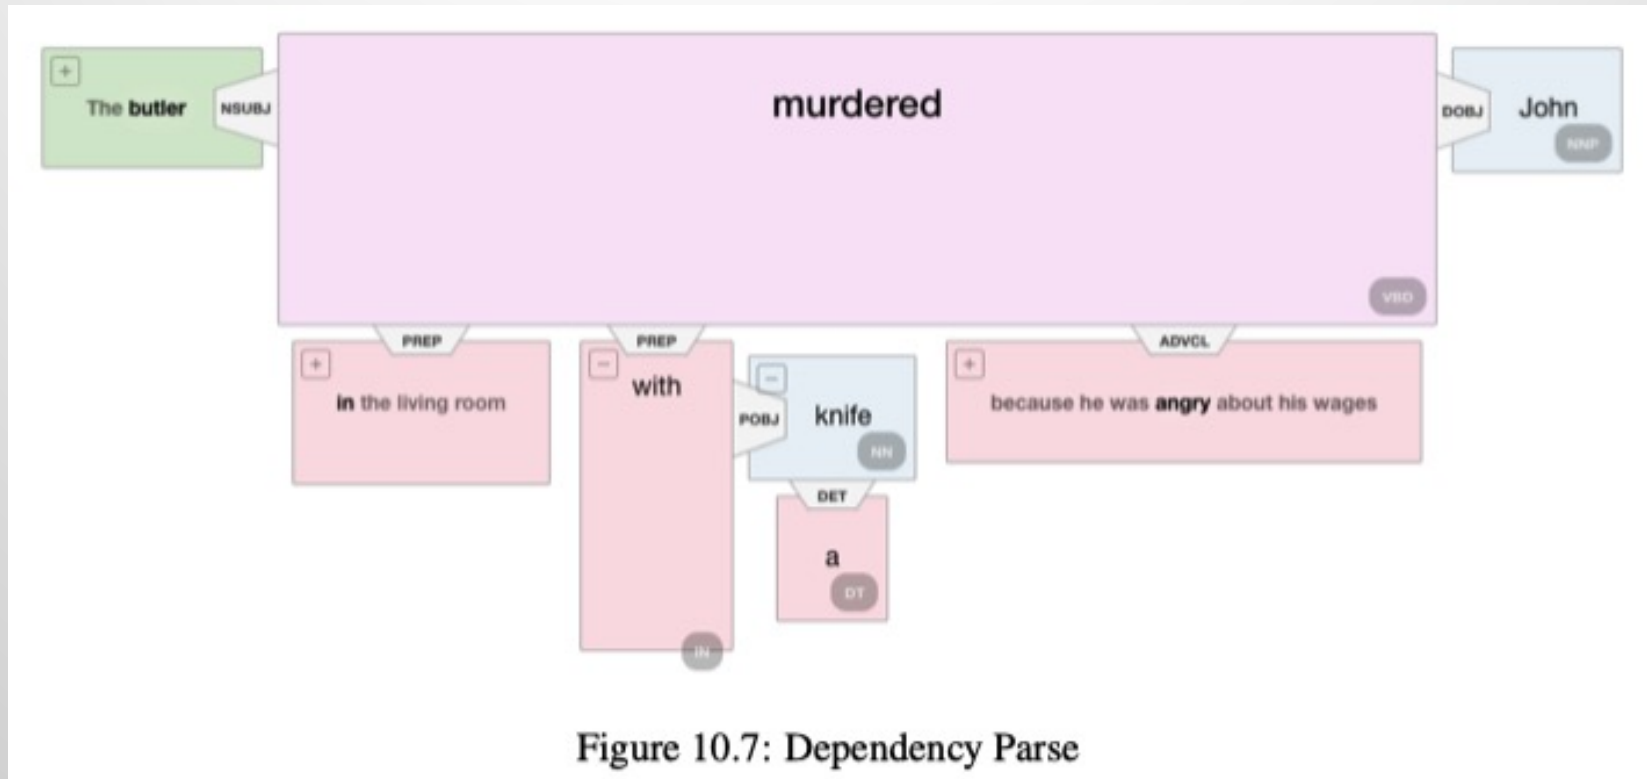 The butler
NSUBJ
murdered
VBD
DOBJ
John
NNP
PREP
in the living room
PREP
with
IN
POBJ
knife
NN
DET
a
DT
ADVCL
because he was angry about his wages
Figure 10.7: Dependency Parse